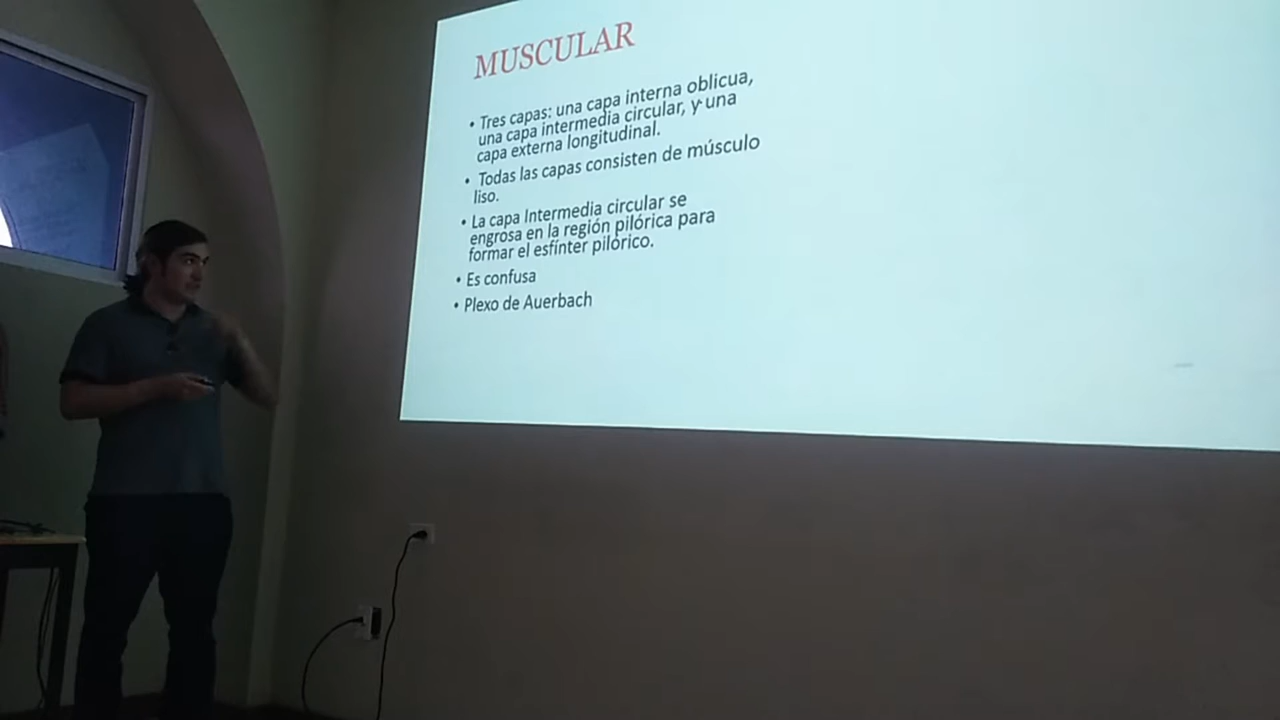 MUSCULAR
• Tres capas: una capa interna oblicua,
una capa intermedia circular, y una
capa externa longitudinal.
• Todas las capas consisten de músculo
liso.
• La capa Intermedia circular se
engrosa en la región pilórica para
formar el esfínter pilórico.
• Es confusa
• Plexo de Auerbach